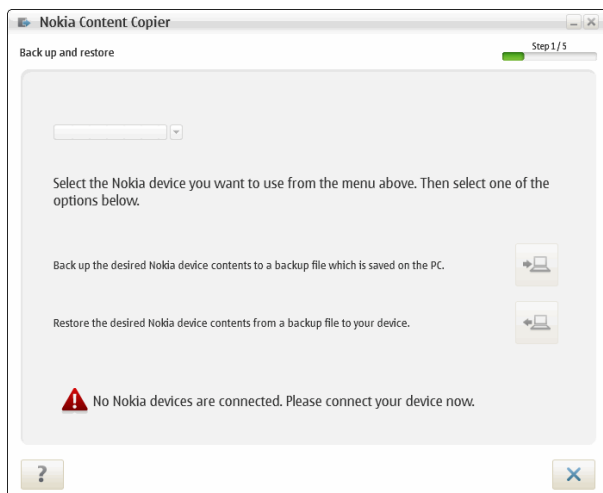 Nokia Content Copier
Back up and restore
Step 1 / 5
Select the Nokia device you want to use from the menu above. Then select one of the
options below.
Back up the desired Nokia device contents to a backup file which is saved on the PC.
Restore the desired Nokia device contents from a backup file to your device.
No Nokia devices are connected. Please connect your device now.
?